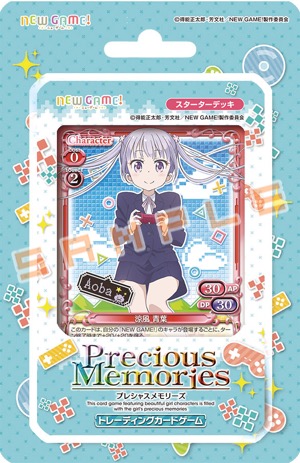 ©得能正太郎・芳文社／NEW GAME!製作委員会
NEW GAME!
NEW GAME!
スターターデッキ
©得能正太郎・芳文社／NEW GAME!製作委員会
Character
0
SOURCE
2
SAMPLE
Aoba
30 AP
DP 30
涼風 青葉
このカードは、自分の「NEW GAME!」のキャラが登場するごとに、ターン
Precious
Memories
プレシャスメモリーズ
This card game featuring beautiful girl characters is filled
with the girl's precious memories
トレーディングカードゲーム